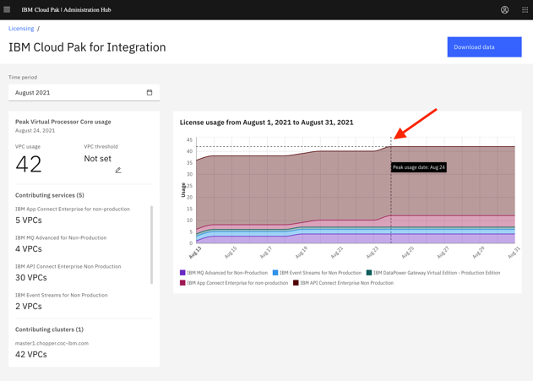 IBM Cloud Pak | Administration Hub
Licensing /
IBM Cloud Pak for Integration
Download data
Time period
August 2021
Peak Virtual Processor Core usage
August 24, 2021
VPC usage
42
VPC threshold
Not set
Contributing services (5)
IBM App Connect Enterprise for non-production
5 VPCs
IBM MQ Advanced for Non-Production
4 VPCs
IBM API Connect Enterprise Non Production
30 VPCs
IBM Event Streams for Non Production
2 VPCs
Contributing clusters (1)
master1.chopper.coc-ibm.com
42 VPCs
License usage from August 1, 2021 to August 31, 2021
Usage
45
40
35
30
25
20
15
10
5
0
Peak usage date: Aug 24
Aug 13
Aug 15
Aug 17
Aug 19
Aug 21
Aug 23
Aug 25
Aug 27
Aug 29
Aug 31
IBM MQ Advanced for Non-Production
IBM Event Streams for Non Production
IBM DataPower Gateway Virtual Edition - Production Edition
IBM App Connect Enterprise for non-production
IBM API Connect Enterprise Non Production